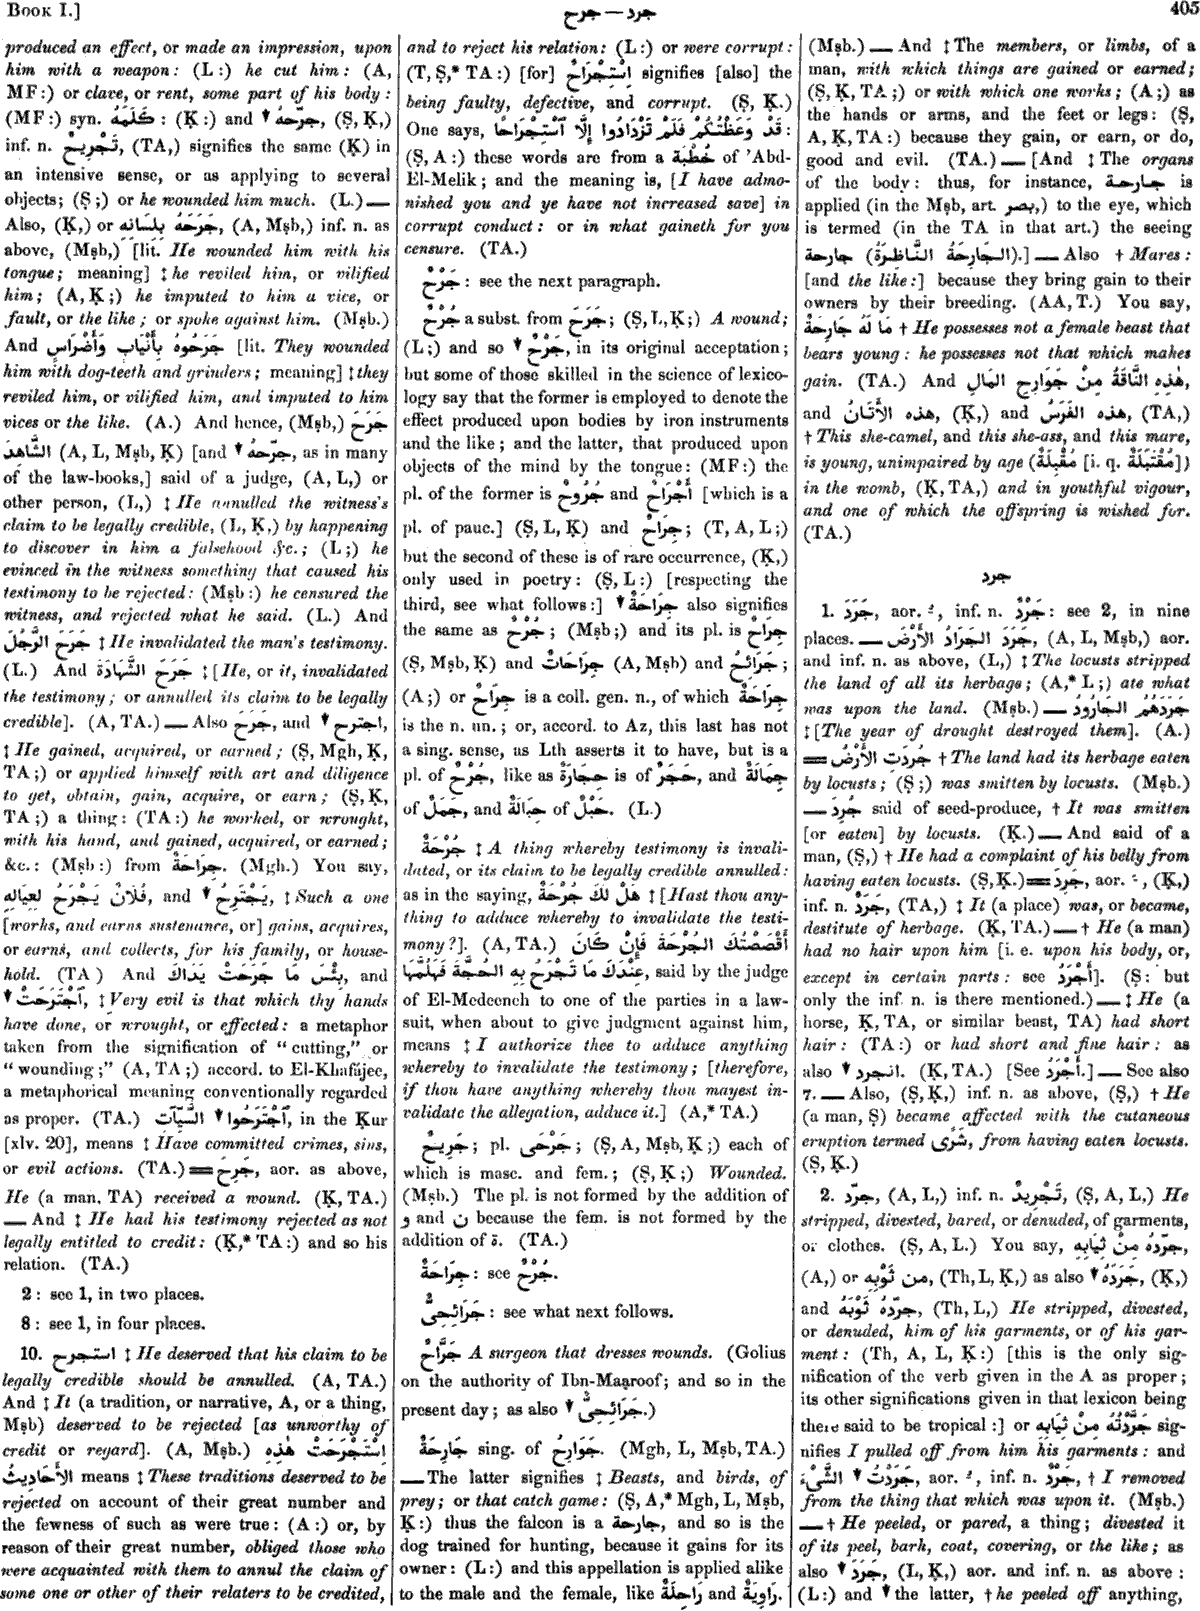 BOOK I.]
جرح — جرد
405
produced an effect, or made an impression, upon
him with a weapon: (L:) he cut him: (A,
MF:) or clave, or rent, some part of his body:
(MF:) syn. كَلَمَهُ: (K:) and ▼ جرّحهُ, (Ṣ, Ḳ,)
inf. n. تَجْرِيحٌ, (TA,) signifies the same (Ḳ) in
an intensive sense, or as applying to several
objects; (Ṣ;) or he wounded him much. (L.) —
Also, (Ḳ,) or جَرَحَهُ بِلِسَانِهِ, (A, Mṣb,) inf. n. as
above, (Mṣb,) [lit. He wounded him with his
tongue; meaning] ‡ he reviled him, or vilified
him; (A, Ḳ;) he imputed to him a vice, or
fault, or the like; or spoke against him. (Mṣb.)
And جَرَحُوهُ بِأَنْيَابٍ وَأَضْرَاسٍ [lit. They wounded
him with dog-teeth and grinders; meaning] ‡ they
reviled him, or vilified him, and imputed to him
vices or the like. (A.) And hence, (Mṣb,) جَرَحَ
الشَّاهِدَ (A, L, Mṣb, Ḳ) [and ▼ جرّحهُ, as in many
of the law-books,] said of a judge, (A, L,) or
other person, (L,) ‡ He annulled the witness's
claim to be legally credible, (L, Ḳ,) by happening
to discover in him a falsehood &c.; (L;) he
evinced in the witness something that caused his
testimony to be rejected: (Mṣb:) he censured the
witness, and rejected what he said. (L.) And
جَرَحَ الرَّجُلَ ‡ He invalidated the man's testimony.
(L.) And جَرَحَ الشَّهَادَةَ ‡ [He, or it, invalidated
the testimony; or annulled its claim to be legally
credible]. (A, TA.) — Also جَرَحَ, and ▼ اجترح,
‡ He gained, acquired, or earned; (Ṣ, Mgh, Ḳ,
TA;) or applied himself with art and diligence
to get, obtain, gain, acquire, or earn; (Ṣ, Ḳ,
TA;) a thing: (TA:) he worked, or wrought,
with his hand, and gained, acquired, or earned;
&c.: (Mṣb:) from جِرَاحَةٌ. (Mgh.) You say,
فُلَانٌ يَجْرَحُ لِعِيَالِهِ, and ▼ يَجْتَرِحُ, ‡ Such a one
[works, and earns sustenance, or] gains, acquires,
or earns, and collects, for his family, or house-
hold. (TA.) And بِئْسَ مَا جَرَحَتْ يَدَاكَ, and
▼ اجْتَرَحَتْ, ‡ Very evil is that which thy hands
have done, or wrought, or effected: a metaphor
taken from the signification of "cutting," or
"wounding;" (A, TA;) accord. to El-Khafájee,
a metaphorical meaning conventionally regarded
as proper. (TA.) ▼ اجْتَرَحُوا السَّيِّآتِ, in the Ḳur
[xlv. 20], means ‡ Have committed crimes, sins,
or evil actions. (TA.) = جَرِحَ, aor. as above,
He (a man, TA) received a wound. (Ḳ, TA.)
— And ‡ He had his testimony rejected as not
legally entitled to credit: (Ḳ,* TA:) and so his
relation. (TA.)
2: see 1, in two places.
8: see 1, in four places.
10. استجرح ‡ He deserved that his claim to be
legally credible should be annulled. (A, TA.)
And ‡ It (a tradition, or narrative, A, or a thing,
Mṣb) deserved to be rejected [as unworthy of
credit or regard]. (A, Mṣb.) اِسْتَجْرَحَتْ هٰذِهِ
الأَحَادِيثُ means ‡ These traditions deserved to be
rejected on account of their great number and
the fewness of such as were true: (A:) or, by
reason of their great number, obliged those who
were acquainted with them to annul the claim of
some one or other of their relaters to be credited,
and to reject his relation: (L:) or were corrupt:
(T, Ṣ,* TA:) [for] اِسْتِجْرَاحٌ signifies [also] the
being faulty, defective, and corrupt. (Ṣ, Ḳ.)
One says, قَدْ وَعَظْتُكُمْ فَلَمْ تَزْدَادُوا إِلَّا ٱسْتِجْرَاحًا:
(Ṣ, A:) these words are from a خُطْبَة of 'Abd-
El-Melik; and the meaning is, [I have admo-
nished you and ye have not increased save] in
corrupt conduct: or in what gaineth for you
censure. (TA.)
جَرْحٌ: see the next paragraph.
جُرْحٌ a subst. from جَرَحَ; (Ṣ, L, Ḳ;) A wound;
(L;) and so ▼ جَرْحٌ, in its original acceptation;
but some of those skilled in the science of lexico-
logy say that the former is employed to denote the
effect produced upon bodies by iron instruments
and the like; and the latter, that produced upon
objects of the mind by the tongue: (MF:) the
pl. of the former is جُرُوحٌ and أَجْرَاحٌ [which is a
pl. of pauc.] (Ṣ, L, Ḳ) and جِرَاحٌ; (T, A, L;)
but the second of these is of rare occurrence, (Ḳ,)
only used in poetry: (Ṣ, L:) [respecting the
third, see what follows:] ▼ جِرَاحَةٌ also signifies
the same as جُرْحٌ; (Mṣb;) and its pl. is جِرَاحٌ
(Ṣ, Mṣb, Ḳ) and جِرَاحَاتٌ (A, Mṣb) and جَرَائِحُ;
(A;) or جِرَاحٌ is a coll. gen. n., of which جِرَاحَةٌ
is the n. un.; or, accord. to Az, this last has not
a sing. sense, as Lth asserts it to have, but is a
pl. of جُرْحٌ, like as حِجَارَةٌ is of حَجَرٌ, and جِمَالَةٌ
of جَمَلٌ, and حِبَالَةٌ of حَبْلٌ. (L.)
جُرْحَةٌ ‡ A thing whereby testimony is invali-
dated, or its claim to be legally credible annulled:
as in the saying, هَلْ لَكَ جُرْحَةٌ ‡ [Hast thou any-
thing to adduce whereby to invalidate the testi-
mony?]. (A, TA.) أَقْصَصْتُكَ الجُرْحَةَ فَإِنْ كَانَ
عِنْدَكَ مَا تَجْرَحُ بِهِ الحُجَّةَ فَهَلُمَّهَا, said by the judge
of El-Medeeneh to one of the parties in a law-
suit, when about to give judgment against him,
means ‡ I authorize thee to adduce anything
whereby to invalidate the testimony; [therefore,
if thou have anything whereby thou mayest in-
validate the allegation, adduce it.] (A,* TA.)
جَرِيحٌ; pl. جَرْحَى; (Ṣ, A, Mṣb, Ḳ;) each of
which is masc. and fem.; (Ṣ, Ḳ;) Wounded.
(Mṣb.) The pl. is not formed by the addition of
و and ن because the fem. is not formed by the
addition of ة. (TA.)
جِرَاحَةٌ: see جُرْحٌ.
جَرَائِحِىٌّ: see what next follows.
جَرَّاحٌ A surgeon that dresses wounds. (Golius
on the authority of Ibn-Maạroof; and so in the
present day; as also ▼ جَرَائِحِىٌّ.)
جَارِحَةٌ sing. of جَوَارِحُ. (Mgh, L, Mṣb, TA.)
— The latter signifies ‡ Beasts, and birds, of
prey; or that catch game: (Ṣ, A,* Mgh, L, Mṣb,
Ḳ:) thus the falcon is a جارحة, and so is the
dog trained for hunting, because it gains for its
owner: (L:) and this appellation is applied alike
to the male and the female, like رَاحِلَةٌ and رَاوِيَةٌ.
(Mṣb.) — And ‡ The members, or limbs, of a
man, with which things are gained or earned;
(Ṣ, Ḳ, TA;) or with which one works; (A;) as
the hands or arms, and the feet or legs: (Ṣ,
A, Ḳ, TA:) because they gain, or earn, or do,
good and evil. (TA.) — [And ‡ The organs
of the body: thus, for instance, جارحة is
applied (in the Mṣb, art. بصر,) to the eye, which
is termed (in the TA in that art.) the seeing
جارحة (الجَارِحَةُ النَّاظِرَةُ).] — Also † Mares:
[and the like:] because they bring gain to their
owners by their breeding. (AA, T.) You say,
مَا لَهُ جَارِحَةٌ † He possesses not a female beast that
bears young: he possesses not that which makes
gain. (TA.) And هٰذِهِ النَّاقَةُ مِنْ جَوَارِحِ المَالِ,
and هذه الأَتَانُ, (Ḳ,) and هذه الفَرَسُ, (TA,)
† This she-camel, and this she-ass, and this mare,
is young, unimpaired by age (مُقْبِلَةٌ [i. q. مُقْتَبَلَةٌ])
in the womb, (Ḳ, TA,) and in youthful vigour,
and one of which the offspring is wished for.
(TA.)
جرد
1. جَرَدَ, aor. ـُ, inf. n. جَرْدٌ: see 2, in nine
places. — جَرَدَ الجَرَادُ الأَرْضَ, (A, L, Mṣb,) aor.
and inf. n. as above, (L,) ‡ The locusts stripped
the land of all its herbage; (A,* L;) ate what
was upon the land. (Mṣb.) — جَرَدَهُمُ الجَارُودُ
‡ [The year of drought destroyed them]. (A.)
= جُرِدَتِ الأَرْضُ † The land had its herbage eaten
by locusts; (Ṣ;) was smitten by locusts. (Mṣb.)
— جُرِدَ said of seed-produce, † It was smitten
[or eaten] by locusts. (Ḳ.) — And said of a
man, (Ṣ,) † He had a complaint of his belly from
having eaten locusts. (Ṣ, Ḳ.) = جَرِدَ, aor. ـَ, (Ḳ,)
inf. n. جَرَدٌ, (TA,) ‡ It (a place) was, or became,
destitute of herbage. (Ḳ, TA.) — † He (a man)
had no hair upon him [i. e. upon his body, or,
except in certain parts: see أَجْرَدُ]. (Ṣ: but
only the inf. n. is there mentioned.) — ‡ He (a
horse, Ḳ, TA, or similar beast, TA) had short
hair: (TA:) or had short and fine hair: as
also ▼ انجرد. (Ḳ, TA.) [See أَجْرَدُ.] — See also
7. — Also, (Ṣ, Ḳ,) inf. n. as above, (Ṣ,) † He
(a man, Ṣ) became affected with the cutaneous
eruption termed شَرًى, from having eaten locusts.
(Ṣ, Ḳ.)
2. جرّد, (A, L,) inf. n. تَجْرِيدٌ, (Ṣ, A, L,) He
stripped, divested, bared, or denuded, of garments,
or clothes. (Ṣ, A, L.) You say, جرّدهُ مِنْ ثِيَابِهِ,
(A,) or من ثَوْبِهِ, (Th, L, Ḳ,) as also ▼ جَرَدَهُ, (Ḳ,)
and جرّدهُ ثَوْبَهُ, (Th, L,) He stripped, divested,
or denuded, him of his garments, or of his gar-
ment: (Th, A, L, Ḳ:) [this is the only sig-
nification of the verb given in the A as proper;
its other significations given in that lexicon being
there said to be tropical:] or جَرَّدْتُهُ مِنْ ثِيَابِهِ sig-
nifies I pulled off from him his garments: and
▼ جَرَدْتُ الشَّىْءَ, aor. ـُ, inf. n. جَرْدٌ, † I removed
from the thing that which was upon it. (Mṣb.)
— † He peeled, or pared, a thing; divested it
of its peel, bark, coat, covering, or the like; as
also ▼ جَرَدَ, (L, Ḳ,) aor. and inf. n. as above:
(L:) and ▼ the latter, † he peeled off anything,